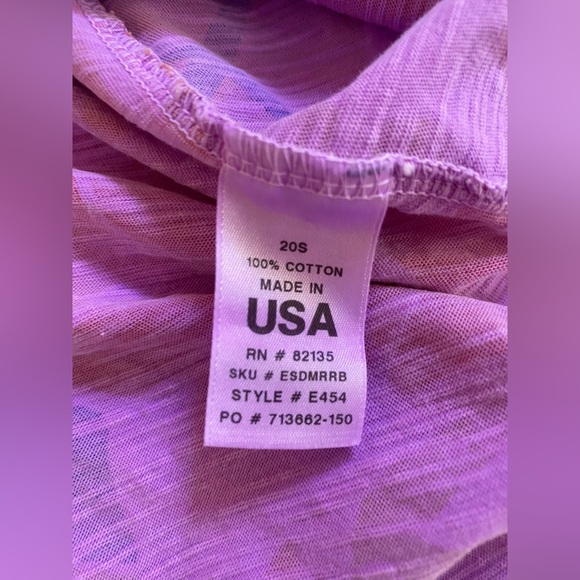 20S
100% COTTON
MADE IN
USA
RN # 82135
SKU # ESDMRRB
STYLE # E454
PO # 713662-150